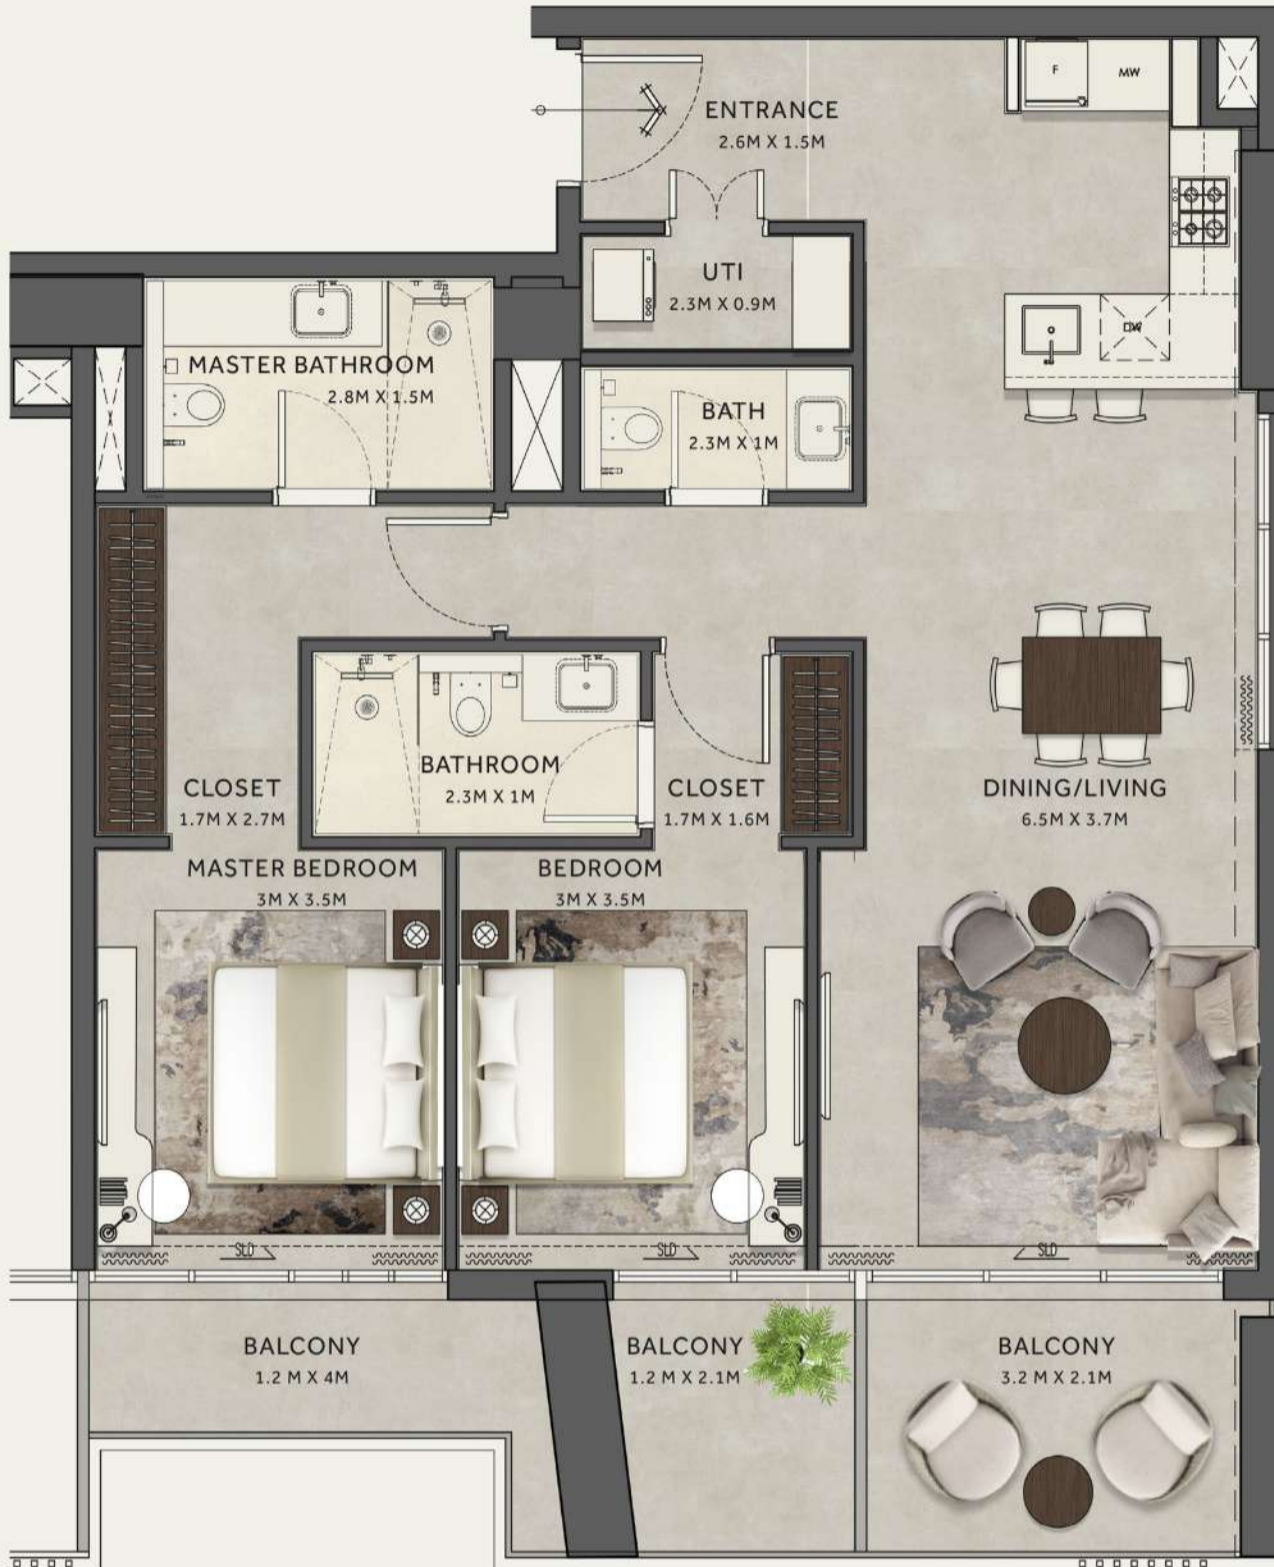 ENTRANCE
2.6M X 1.5M
F
MW
UTI
2.3M X 0.9M
DW
MASTER BATHROOM
2.8M X 1.5M
BATH
2.3M X 1M
BATHROOM
2.3M X 1M
CLOSET
1.7M X 2.7M
CLOSET
1.7M X 1.6M
DINING/LIVING
6.5M X 3.7M
MASTER BEDROOM
3M X 3.5M
BEDROOM
3M X 3.5M
SLD
SLD
SLD
BALCONY
1.2 M X 4M
BALCONY
1.2 M X 2.1M
BALCONY
3.2 M X 2.1M